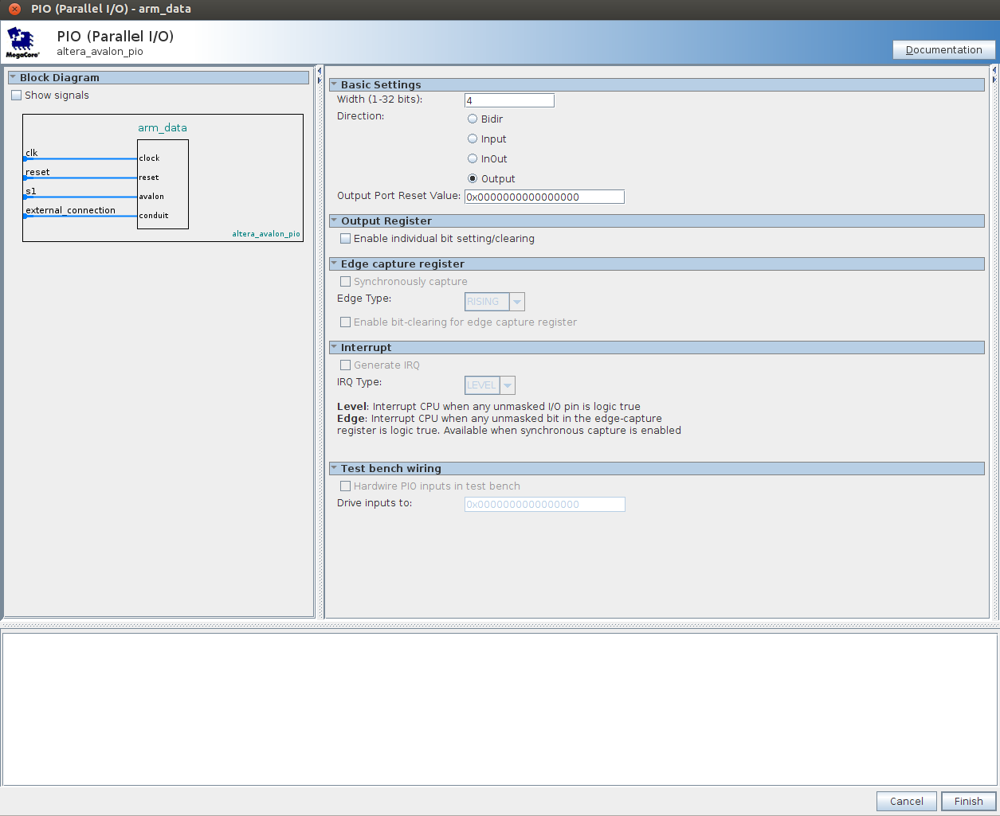 PIO (Parallel I/O) - arm_data
PIO (Parallel I/O)
altera_avalon_pio
MegaCore®
Documentation
Block Diagram
Show signals
arm_data
clk
clock
reset
reset
s1
avalon
external_connection
conduit
altera_avalon_pio
Basic Settings
Width (1-32 bits): 4
Direction:
Bidir
Input
InOut
Output
Output Port Reset Value: 0x0000000000000000
Output Register
Enable individual bit setting/clearing
Edge capture register
Synchronously capture
Edge Type: RISING
Enable bit-clearing for edge capture register
Interrupt
Generate IRQ
IRQ Type: LEVEL
Level: Interrupt CPU when any unmasked I/O pin is logic true
Edge: Interrupt CPU when any unmasked bit in the edge-capture
register is logic true. Available when synchronous capture is enabled
Test bench wiring
Hardwire PIO inputs in test bench
Drive inputs to: 0x0000000000000000
Cancel
Finish